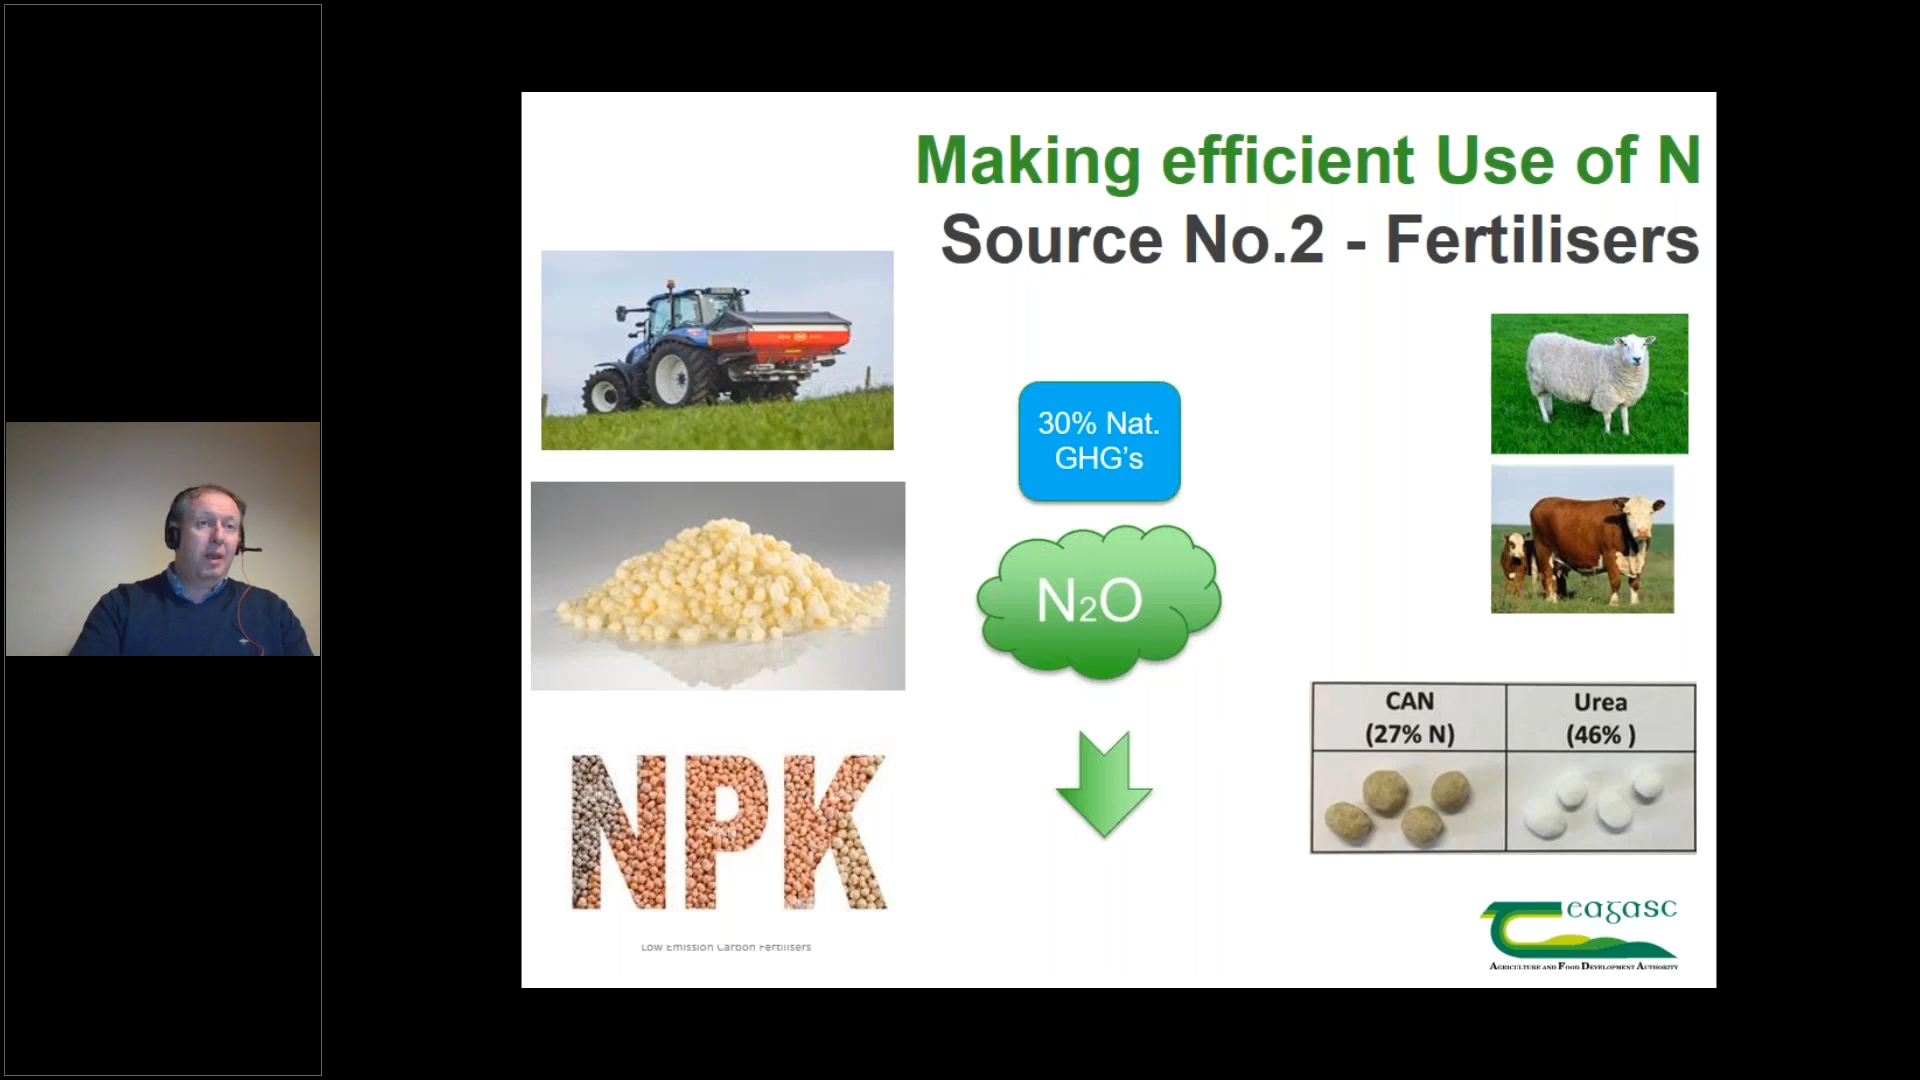 Making efficient Use of N
Source No.2 - Fertilisers
30% Nat.
GHG's
N₂O
NPK
CAN
(27% N)
Urea
(46% )
Low Emission Carbon Fertilisers
Teagasc
AGRICULTURE AND FOOD DEVELOPMENT AUTHORITY